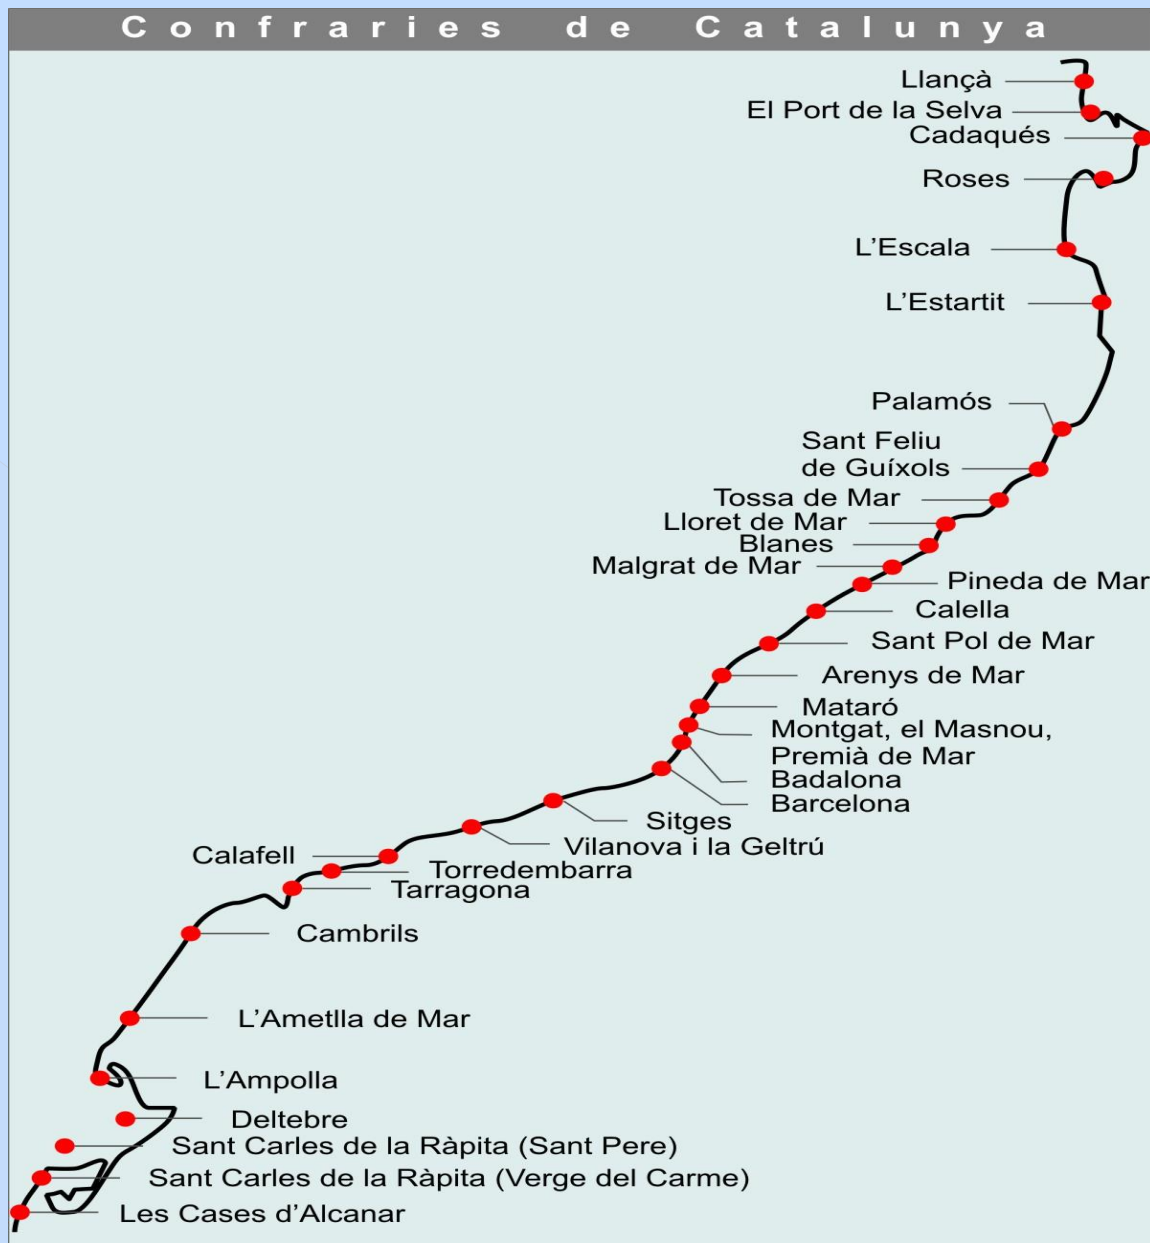 Confraries de Catalunya
Llançà
El Port de la Selva
Cadaqués
Roses
L’Escala
L’Estartit
Palamós
Sant Feliu
de Guíxols
Tossa de Mar
Lloret de Mar
Blanes
Malgrat de Mar
Pineda de Mar
Calella
Sant Pol de Mar
Arenys de Mar
Mataró
Montgat, el Masnou,
Premià de Mar
Badalona
Barcelona
Sitges
Vilanova i la Geltrú
Calafell
Torredembarra
Tarragona
Cambrils
L’Ametlla de Mar
L’Ampolla
Deltebre
Sant Carles de la Ràpita (Sant Pere)
Sant Carles de la Ràpita (Verge del Carme)
Les Cases d’Alcanar